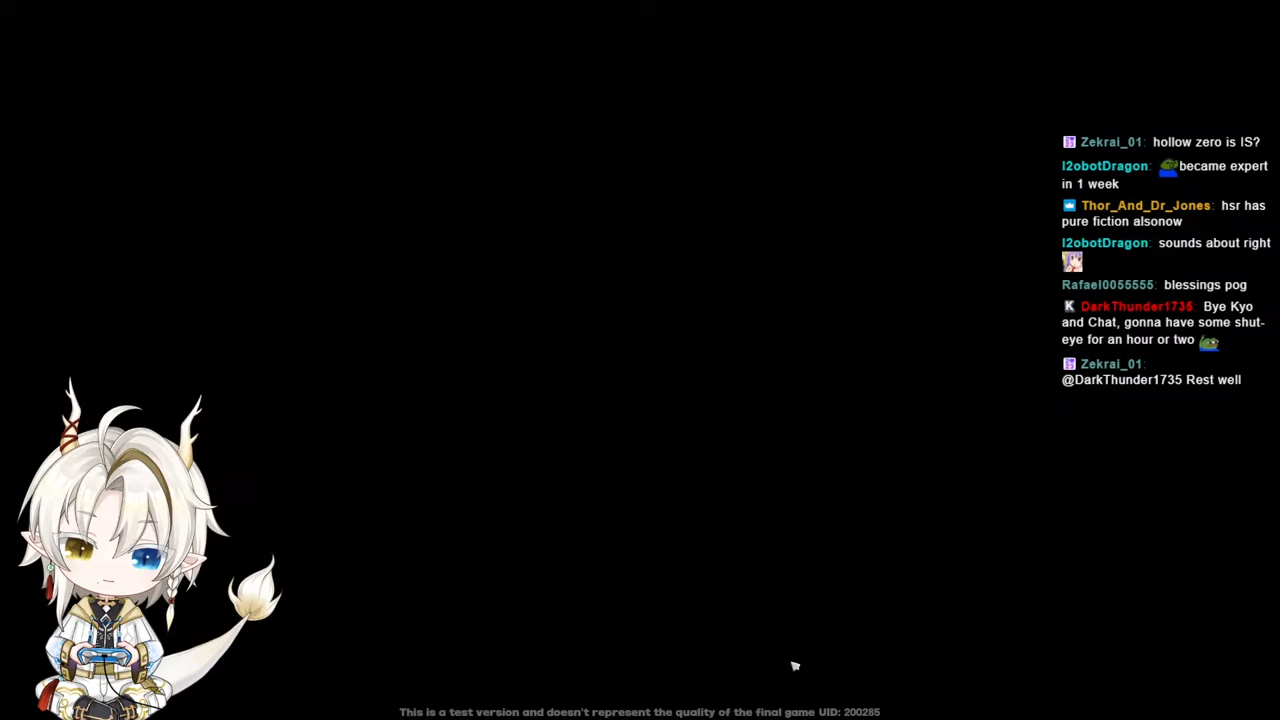 Zekrai_01: hollow zero is IS?
I2obotDragon: became expert
in 1 week
Thor_And_Dr_Jones: hsr has
pure fiction alsonow
I2obotDragon: sounds about right
Rafael0055555: blessings pog
K DarkThunder1735: Bye Kyo
and Chat, gonna have some shut-
eye for an hour or two
Zekrai_01:
@DarkThunder1735 Rest well
This is a test version and doesn't represent the quality of the final game UID: 200285